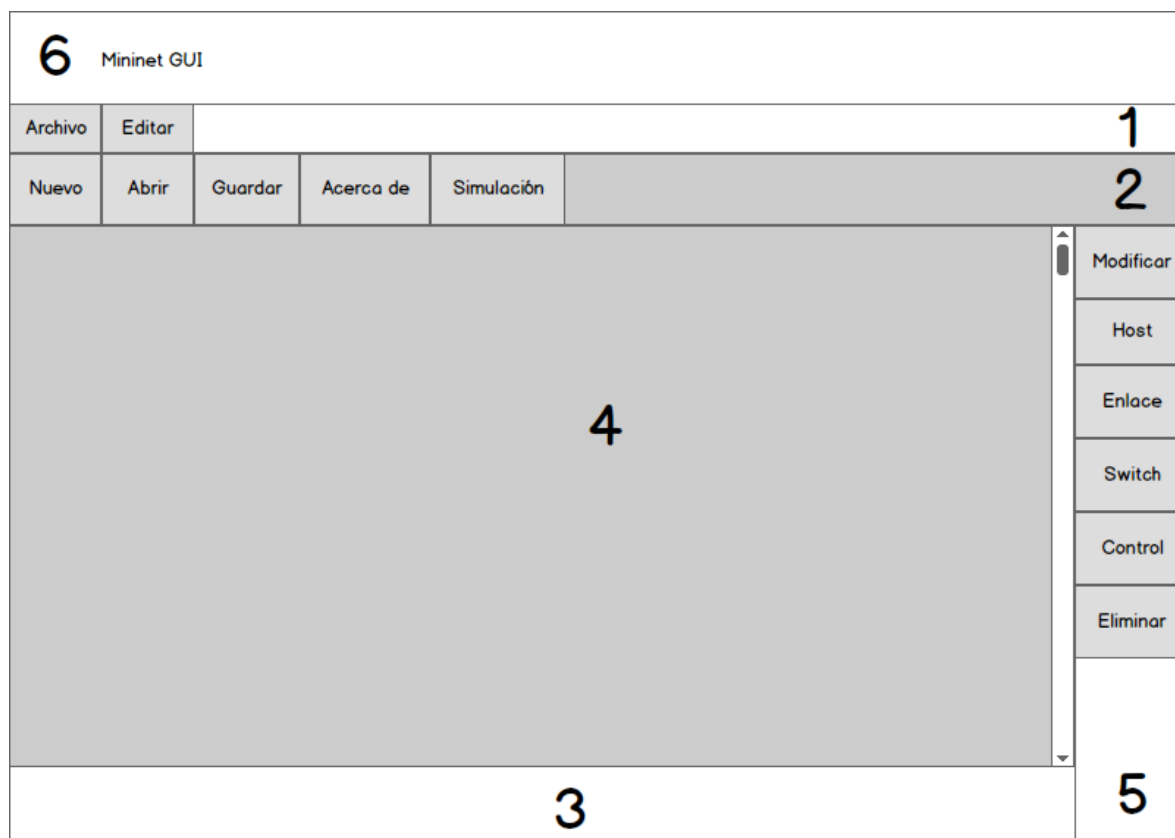 6 Mininet GUI
Archivo Editar 1
Nuevo Abrir Guardar Acerca de Simulación 2
Modificar
Host
Enlace
4
Switch
Control
Eliminar
5
3